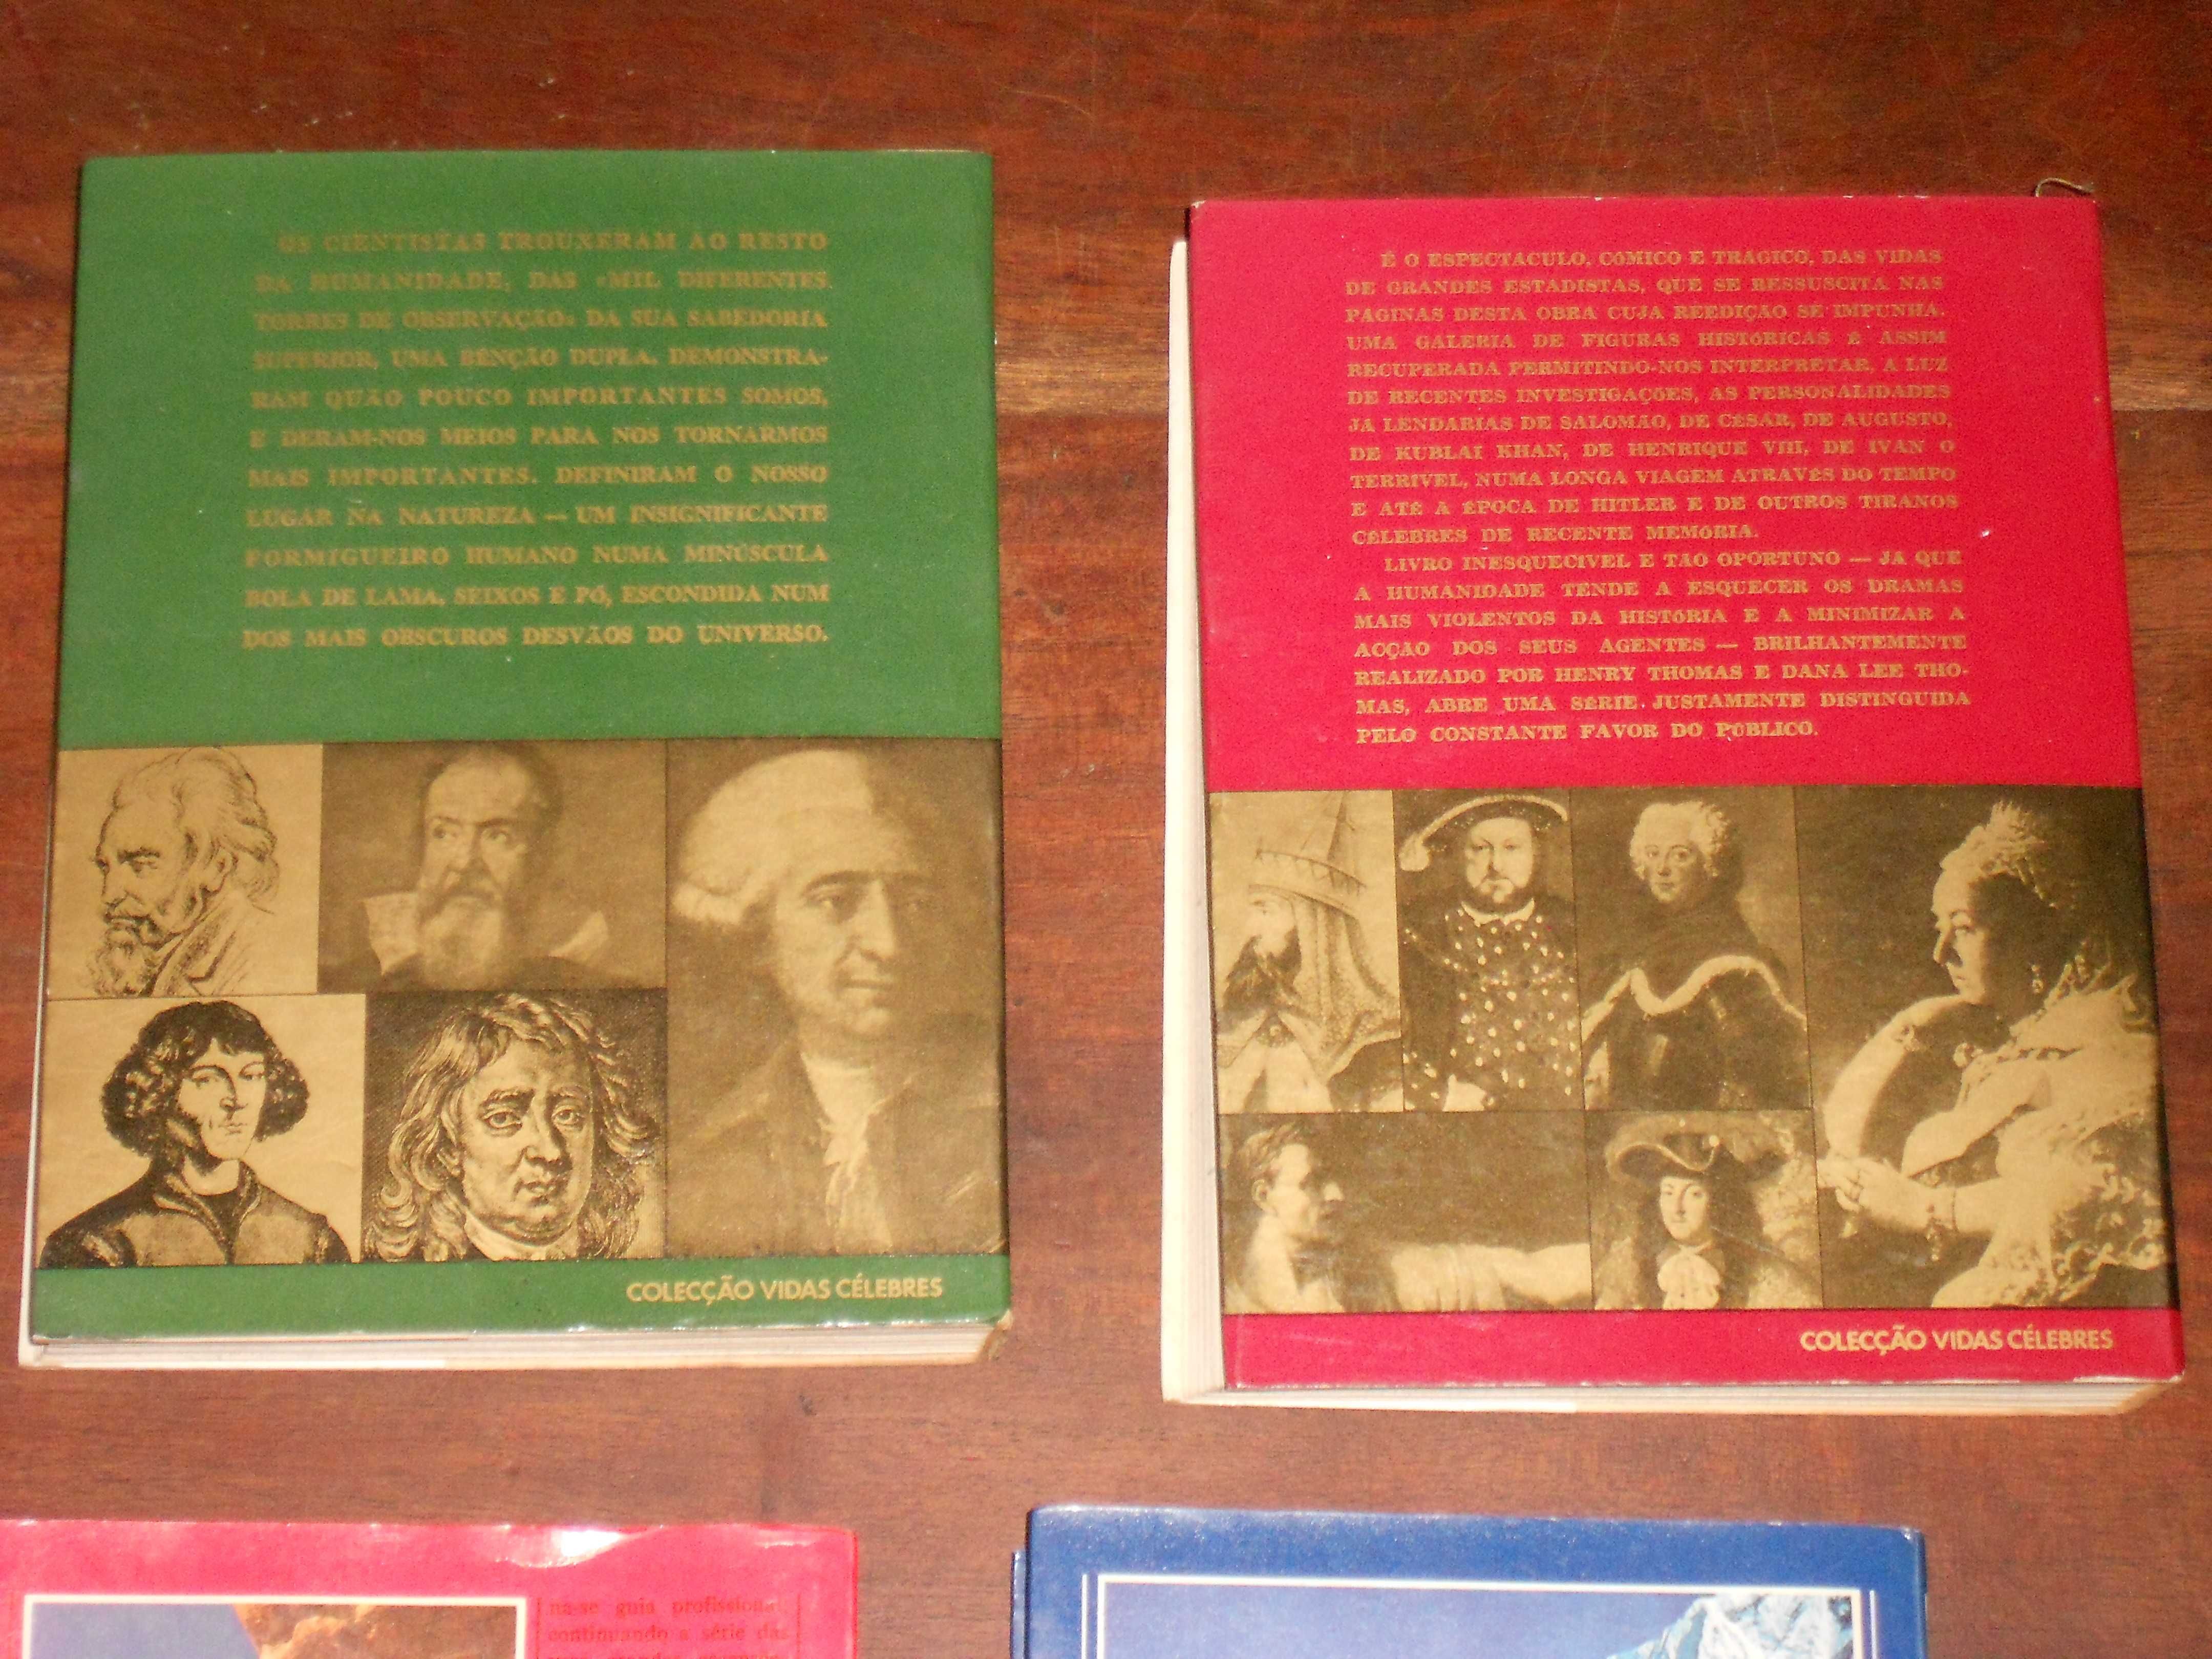 OS CIENTISTAS TROUXERAM AO RESTO
DA HUMANIDADE, DAS «MIL DIFERENTES
TORRES DE OBSERVAÇÃO» DA SUA SABEDORIA
SUPERIOR, UMA BÊNÇÃO DUPLA. DEMONSTRA-
RAM QUÃO POUCO IMPORTANTES SOMOS,
E DERAM-NOS MEIOS PARA NOS TORNARMOS
MAIS IMPORTANTES. DEFINIRAM O NOSSO
LUGAR NA NATUREZA — UM INSIGNIFICANTE
FORMIGUEIRO HUMANO NUMA MINÚSCULA
BOLA DE LAMA, SEIXOS E PÓ, ESCONDIDA NUM
DOS MAIS OBSCUROS DESVÃOS DO UNIVERSO.
COLECÇÃO VIDAS CÉLEBRES
É O ESPECTACULO, COMICO E TRAGICO, DAS VIDAS
DE GRANDES ESTADISTAS, QUE SE RESSUSCITA NAS
PAGINAS DESTA OBRA CUJA REEDIÇÃO SE IMPUNHA.
UMA GALERIA DE FIGURAS HISTÓRICAS É ASSIM
RECUPERADA PERMITINDO-NOS INTERPRETAR, A LUZ
DE RECENTES INVESTIGAÇÕES, AS PERSONALIDADES
JA LENDARIAS DE SALOMÃO, DE CÉSAR, DE AUGUSTO,
DE KUBLAI KHAN, DE HENRIQUE VIII, DE IVAN O
TERRIVEL, NUMA LONGA VIAGEM ATRAVÉS DO TEMPO
E ATÉ A ÉPOCA DE HITLER E DE OUTROS TIRANOS
CÉLEBRES DE RECENTE MEMÓRIA.
LIVRO INESQUECIVEL E TAO OPORTUNO — JA QUE
A HUMANIDADE TENDE A ESQUECER OS DRAMAS
MAIS VIOLENTOS DA HISTÓRIA E A MINIMIZAR A
ACÇÃO DOS SEUS AGENTES — BRILHANTEMENTE
REALIZADO POR HENRY THOMAS E DANA LEE THO-
MAS, ABRE UMA SÉRIE JUSTAMENTE DISTINGUIDA
PELO CONSTANTE FAVOR DO PÚBLICO.
COLECÇÃO VIDAS CÉLEBRES
na-se guia profissional,
continuando a série das